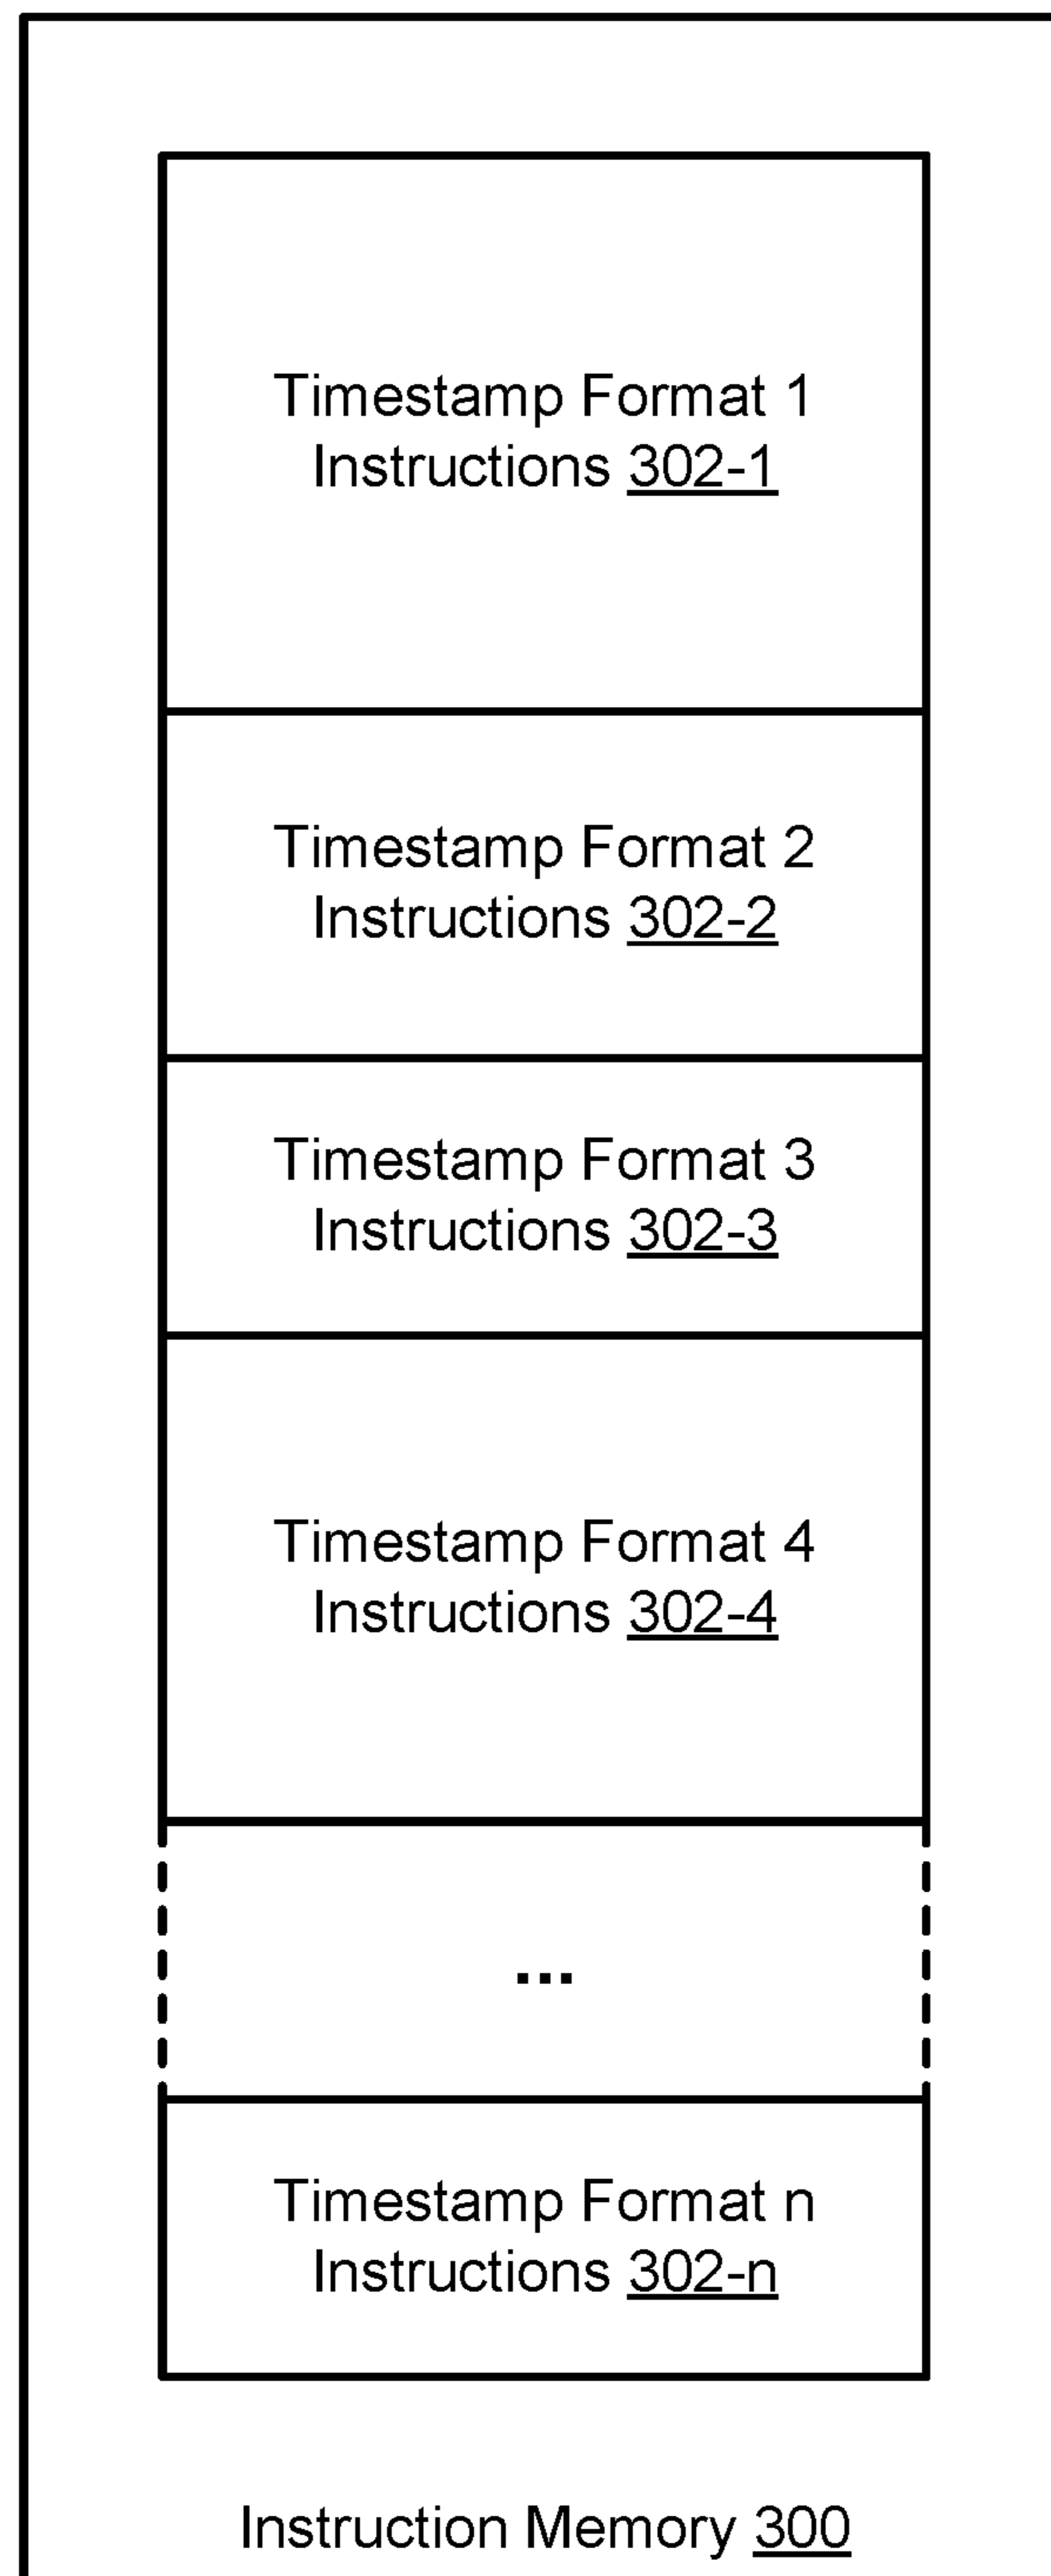 Timestamp Format 1
Instructions 302-1
Timestamp Format 2
Instructions 302-2
Timestamp Format 3
Instructions 302-3
Timestamp Format 4
Instructions 302-4
...
Timestamp Format n
Instructions 302-n
Instruction Memory 300